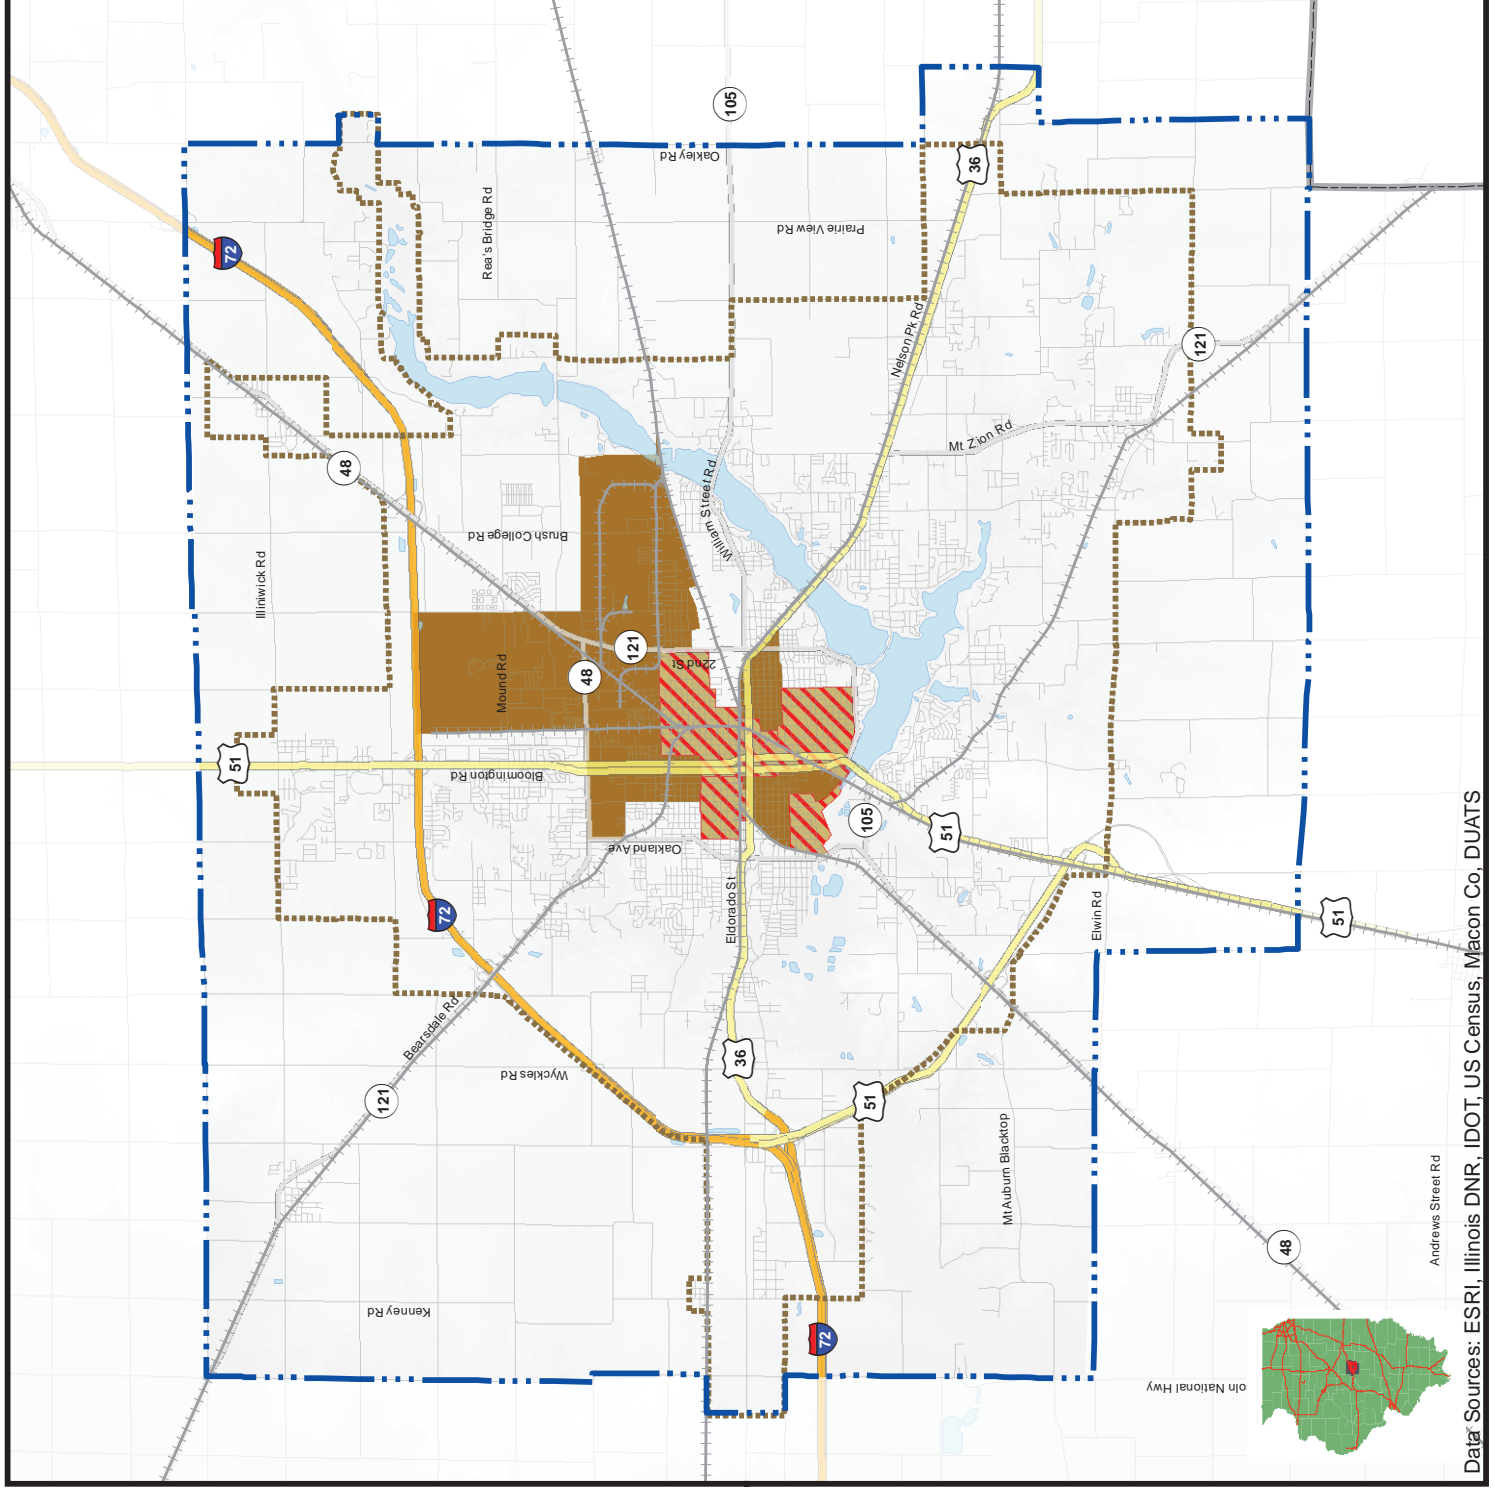 105
Oakley Rd
36
Rea's Bridge Rd
Prairie View Rd
72
Nelson Pk Rd
121
Mt Zion Rd
48
William Street Rd
Brush College Rd
Illiniwick Rd
121
22nd St
48
Mound Rd
51
Bloomington Rd
105
51
Oakland Ave
Eldorado St
Elwin Rd
51
72
Bearsdale Rd
36
Wyckles Rd
121
51
Mt Auburn Blacktop
Andrews Street Rd
48
Kenney Rd
72
oln National Hwy
Data Sources: ESRI, Illinois DNR, IDOT, US Census, Macon Co, DUATS